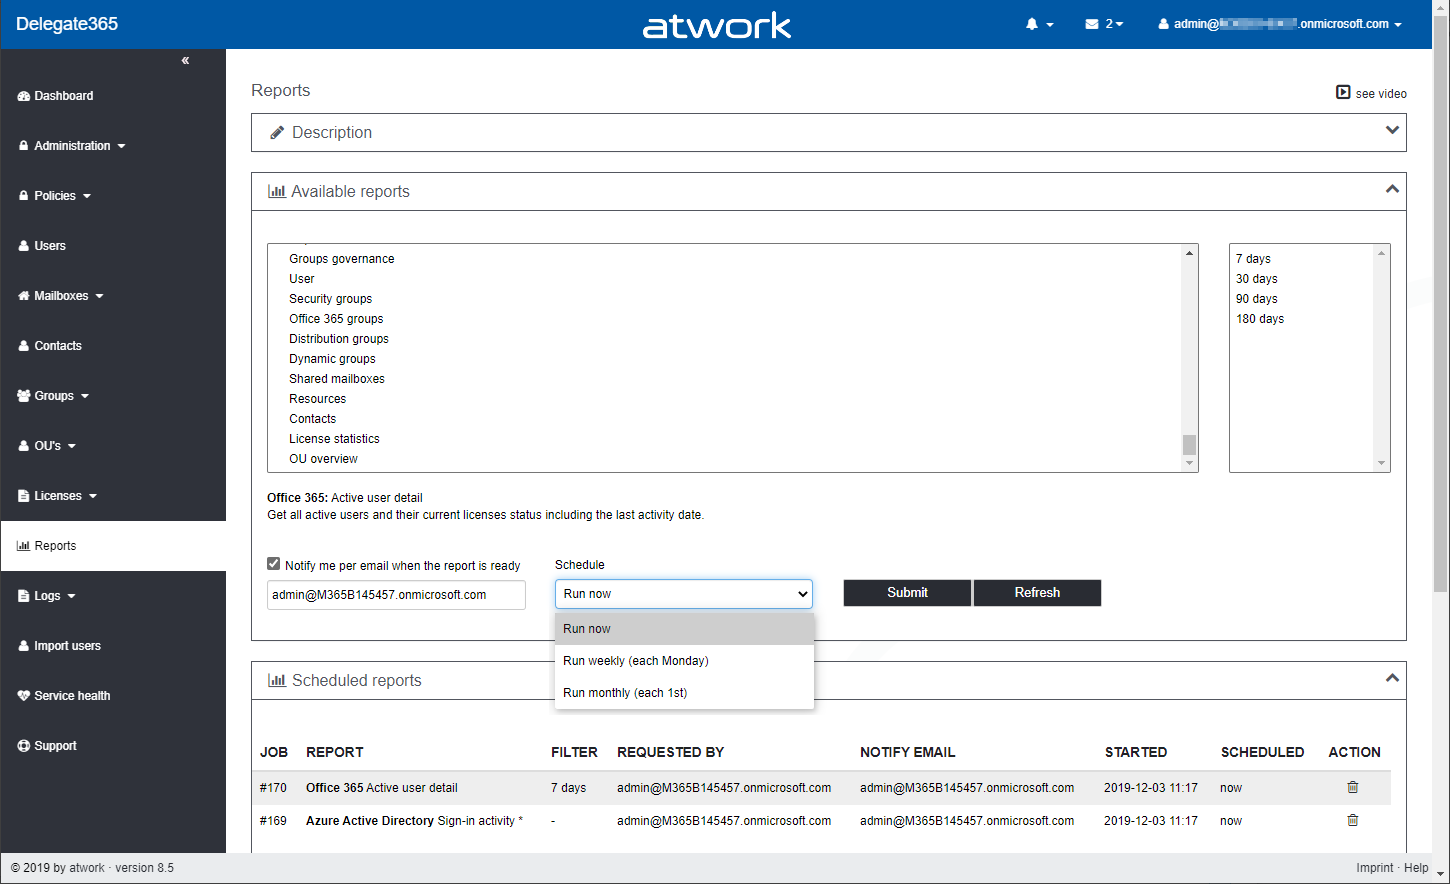 Delegate365
atwork
2
admin@
.onmicrosoft.com
«
Dashboard
Administration
Policies
Users
Mailboxes
Contacts
Groups
OU's
Licenses
Reports
Logs
Import users
Service health
Support
Reports
see video
Description
Available reports
Groups governance
User
Security groups
Office 365 groups
Distribution groups
Dynamic groups
Shared mailboxes
Resources
Contacts
License statistics
OU overview
7 days
30 days
90 days
180 days
Office 365: Active user detail
Get all active users and their current licenses status including the last activity date.
Notify me per email when the report is ready
admin@M365B145457.onmicrosoft.com
Schedule
Run now
Run now
Run weekly (each Monday)
Run monthly (each 1st)
Submit
Refresh
Scheduled reports
JOB REPORT FILTER REQUESTED BY NOTIFY EMAIL STARTED SCHEDULED ACTION
#170 Office 365 Active user detail 7 days admin@M365B145457.onmicrosoft.com admin@M365B145457.onmicrosoft.com 2019-12-03 11:17 now
#169 Azure Active Directory Sign-in activity * - admin@M365B145457.onmicrosoft.com admin@M365B145457.onmicrosoft.com 2019-12-03 11:17 now
© 2019 by atwork · version 8.5
Imprint · Help